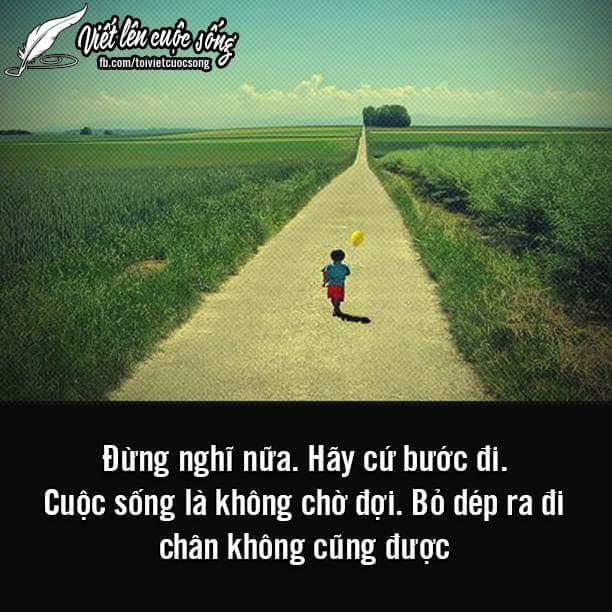 Viết lên cuộc sống
fb.com/toivietcuocsong
Đừng nghĩ nữa. Hãy cứ bước đi.
Cuộc sống là không chờ đợi. Bỏ dép ra đi
chân không cũng được